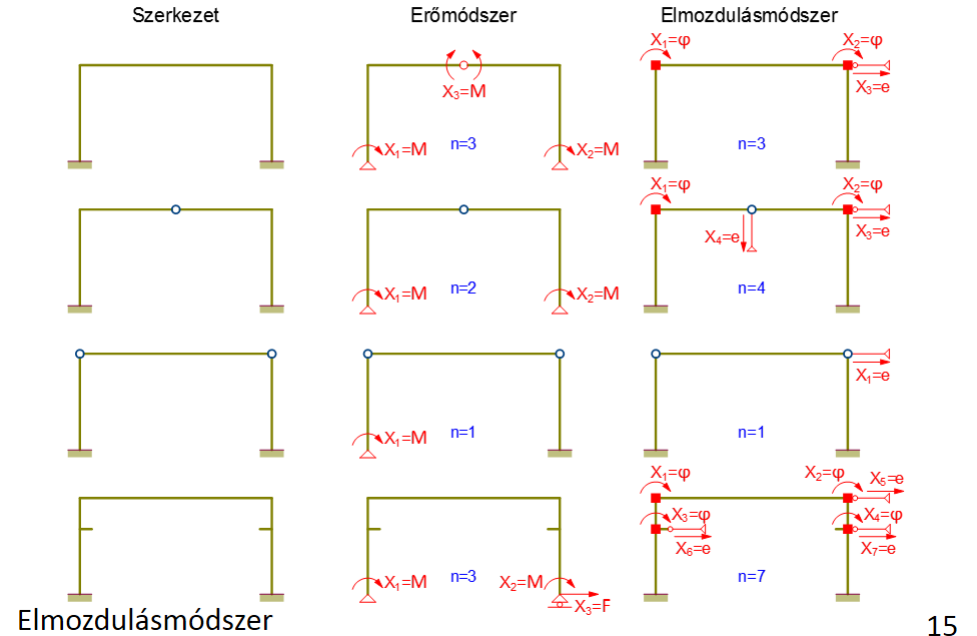 Szerkezet Erőmódszer Elmozdulásmódszer
X₁=φ X₂=φ
X₃=M X₃=e
X₁=M n=3 X₂=M n=3
X₁=φ X₂=φ
X₄=e X₃=e
X₁=M n=2 X₂=M n=4
X₁=e
X₁=M n=1 n=1
X₁=φ X₂=φ X₅=e
X₃=φ X₄=φ
X₆=e X₇=e
X₁=M n=3 X₂=M n=7
X₃=F
Elmozdulásmódszer 15